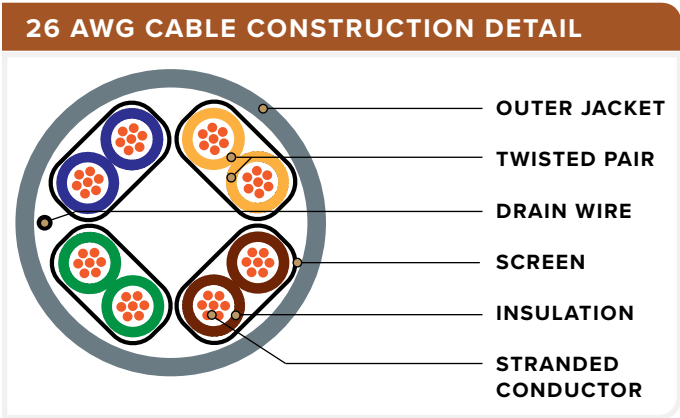 26 AWG CABLE CONSTRUCTION DETAIL
OUTER JACKET
TWISTED PAIR
DRAIN WIRE
SCREEN
INSULATION
STRANDED
CONDUCTOR